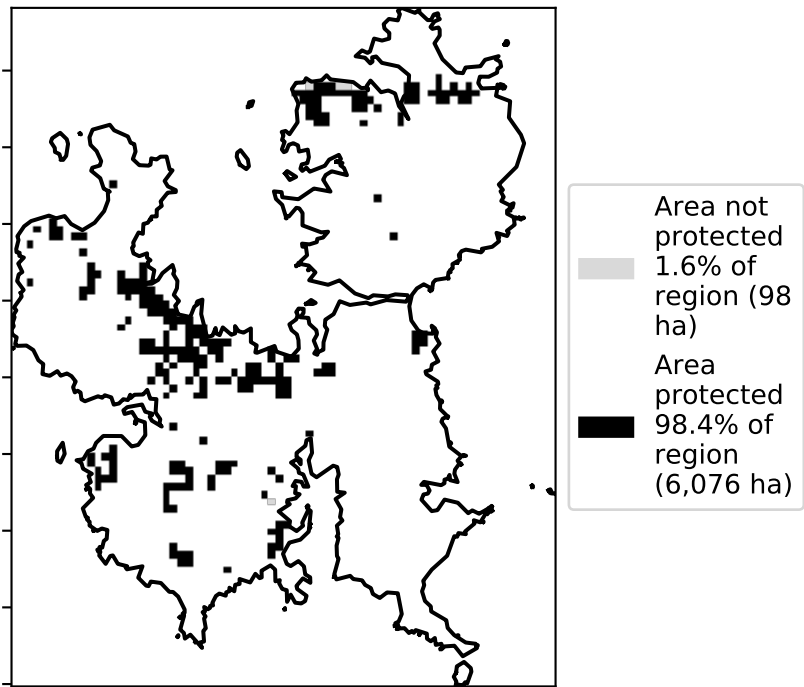 Area not
protected
1.6% of
region (98
ha)
Area
protected
98.4% of
region
(6,076 ha)